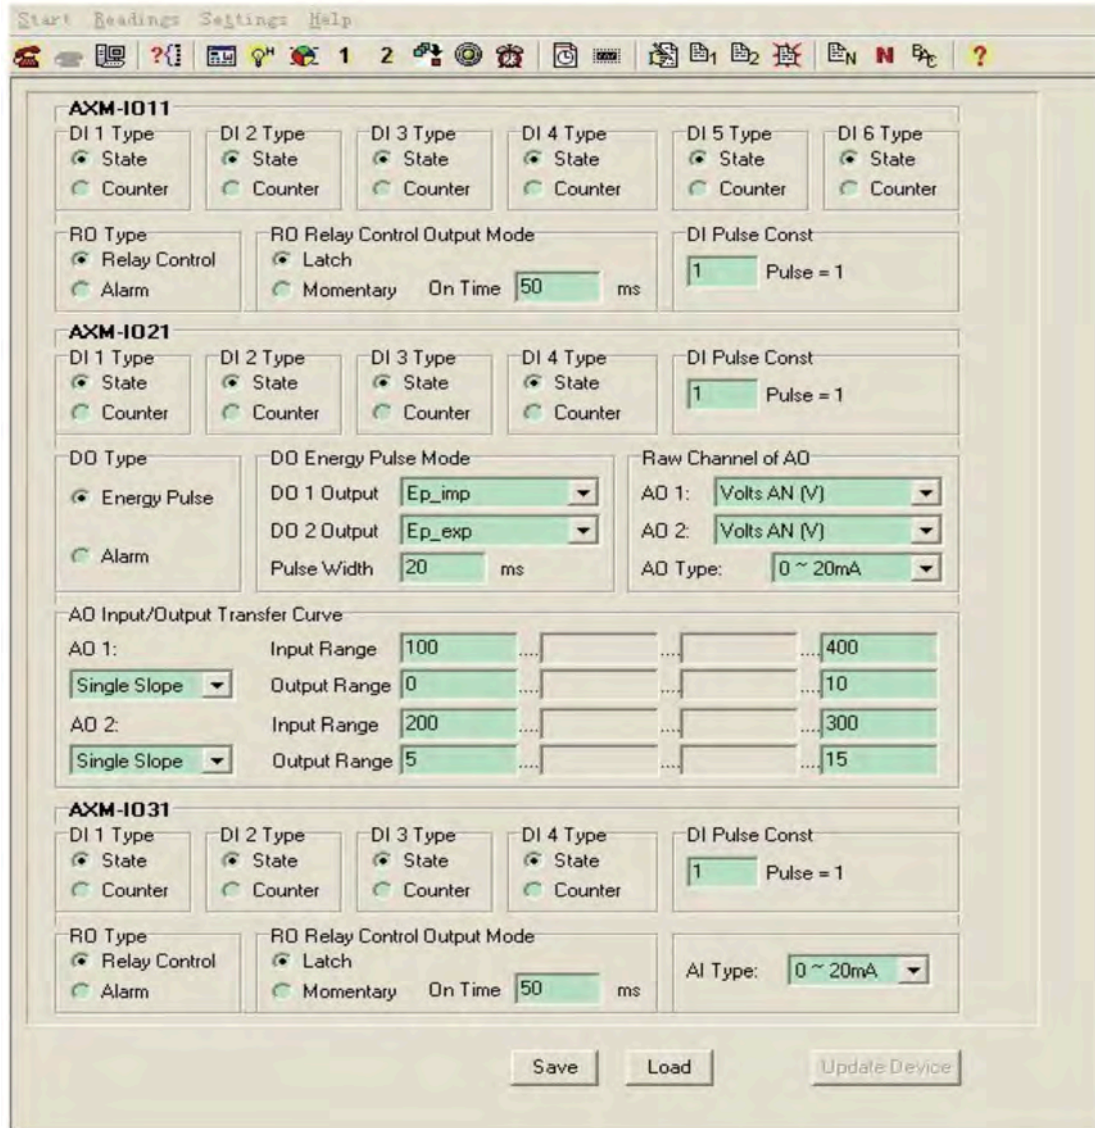 Start Readings Settings Help
?{} H 1 2 1 2 N N BAC ?
AXM-IO11
DI 1 Type DI 2 Type DI 3 Type DI 4 Type DI 5 Type DI 6 Type
State State State State State State
Counter Counter Counter Counter Counter Counter
RO Type RO Relay Control Output Mode DI Pulse Const
Relay Control Latch 1 Pulse = 1
Alarm Momentary On Time 50 ms
AXM-IO21
DI 1 Type DI 2 Type DI 3 Type DI 4 Type DI Pulse Const
State State State State 1 Pulse = 1
Counter Counter Counter Counter
DO Type DO Energy Pulse Mode Raw Channel of AO
Energy Pulse DO 1 Output Ep_imp AO 1: Volts AN (V)
DO 2 Output Ep_exp AO 2: Volts AN (V)
Alarm Pulse Width 20 ms AO Type: 0 ~ 20mA
AO Input/Output Transfer Curve
AO 1: Input Range 100 .... .... .... 400
Single Slope Output Range 0 .... .... .... 10
AO 2: Input Range 200 .... .... .... 300
Single Slope Output Range 5 .... .... .... 15
AXM-IO31
DI 1 Type DI 2 Type DI 3 Type DI 4 Type DI Pulse Const
State State State State 1 Pulse = 1
Counter Counter Counter Counter
RO Type RO Relay Control Output Mode
Relay Control Latch AI Type: 0 ~ 20mA
Alarm Momentary On Time 50 ms
Save Load Update Device